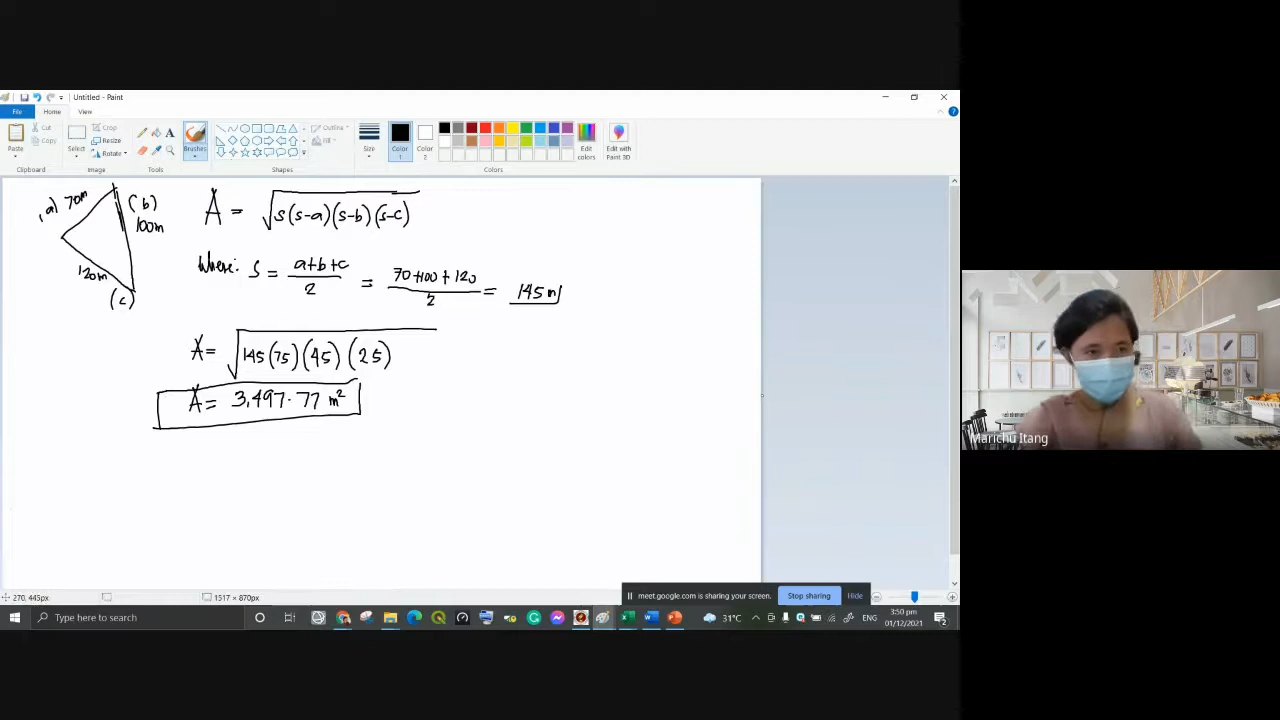 Untitled - Paint
File Home View
Paste Cut Copy
Select Crop Resize Rotate
Brushes
Outline
Fill
Size
Color 1
Color 2
Edit colors
Edit with Paint 3D
Clipboard Image Tools Shapes Colors
(a) 70m
(b)
100m
120m
(c)
A = √s(s-a)(s-b)(s-c)
Where: S = a+b+c / 2 = 70+100+120 / 2 = 145 m
A = √145(75)(45)(25)
A = 3,497.77 m²
Marichu Itang
270, 445px
1517 × 870px
meet.google.com is sharing your screen. Stop sharing Hide
Type here to search
31°C
ENG
3:50 pm
01/12/2021
2